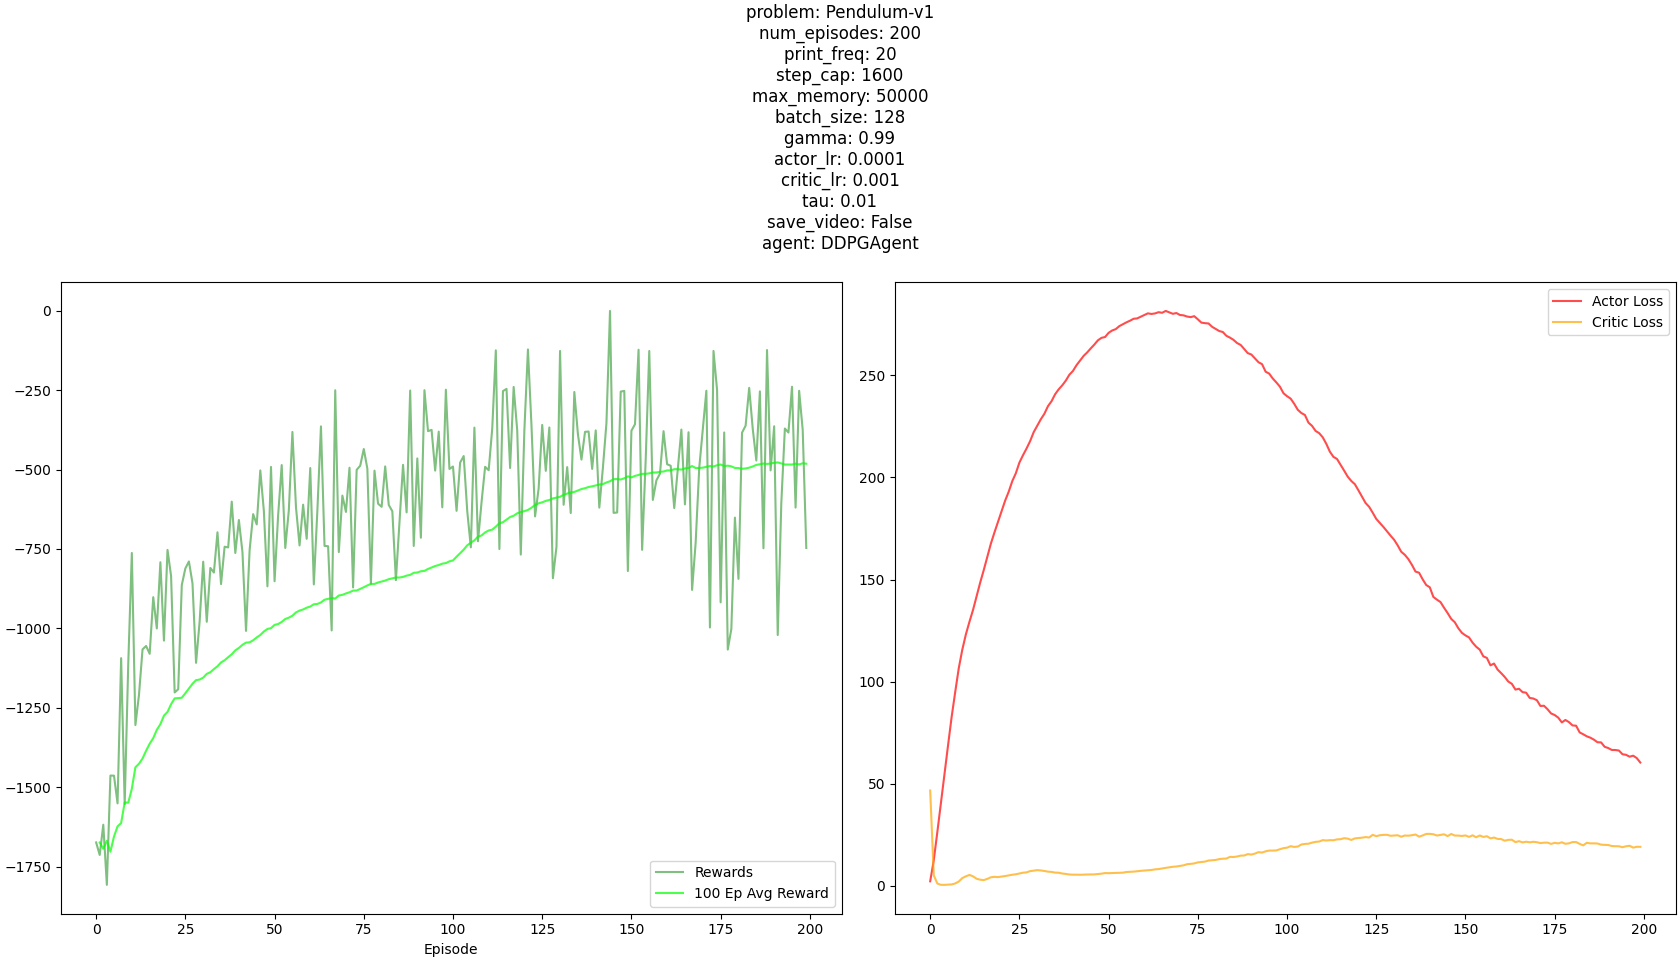 problem: Pendulum-v1
num_episodes: 200
print_freq: 20
step_cap: 1600
max_memory: 50000
batch_size: 128
gamma: 0.99
actor_lr: 0.0001
critic_lr: 0.001
tau: 0.01
save_video: False
agent: DDPGAgent
0
−250
−500
−750
−1000
−1250
−1500
−1750
0 25 50 75 100 125 150 175 200
Episode
Rewards
100 Ep Avg Reward
250
200
150
100
50
0
0 25 50 75 100 125 150 175 200
Actor Loss
Critic Loss